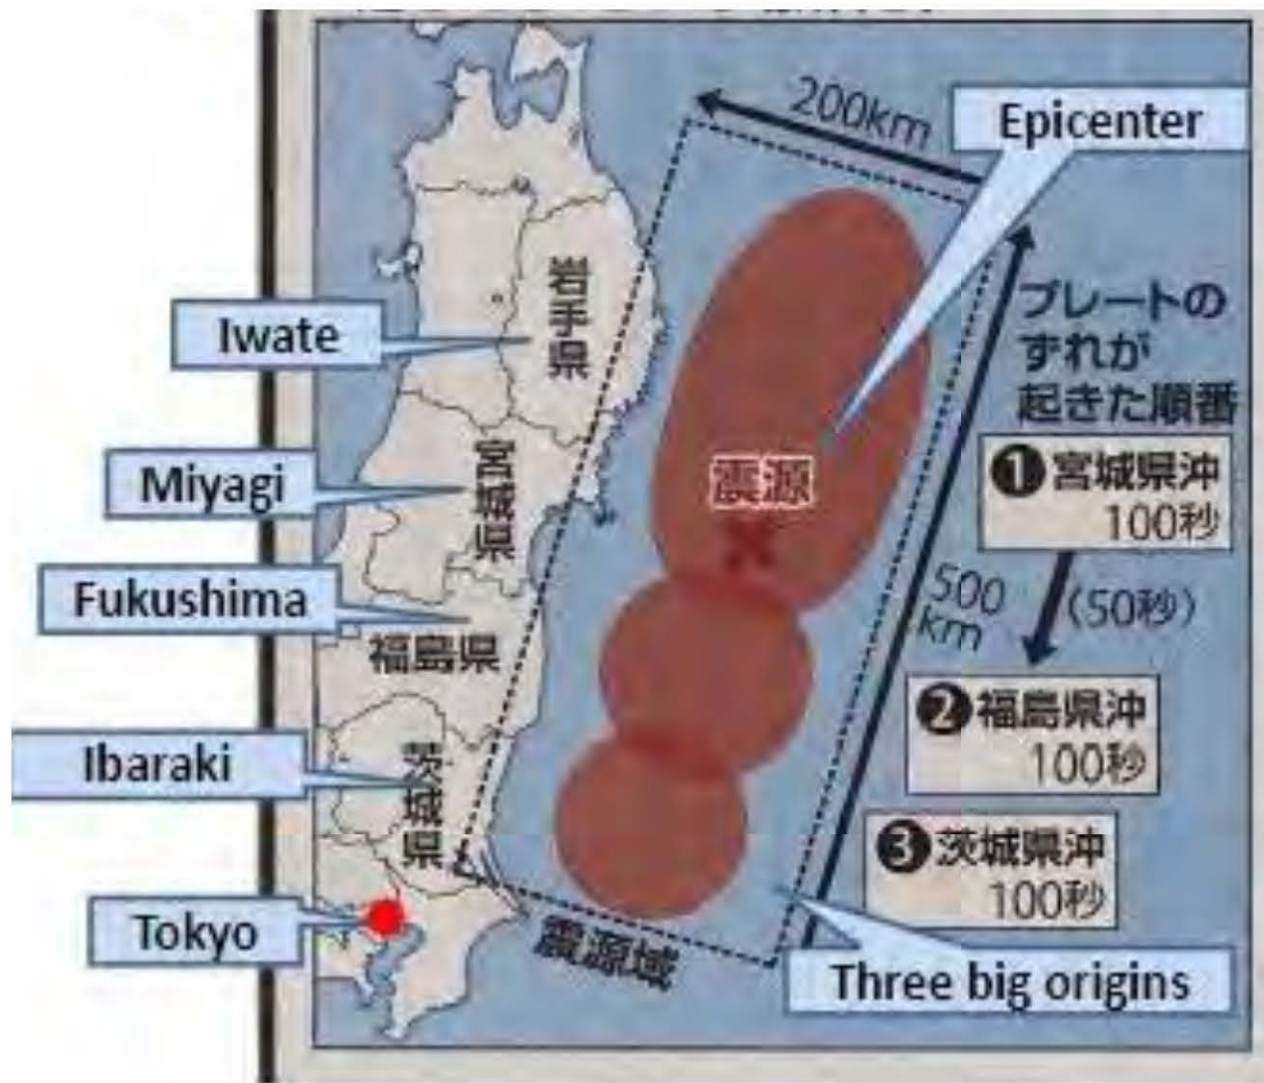 200km
Epicenter
岩手県
Iwate
プレートの
ずれが
起きた順番
宮城県
Miyagi
震源
❶宮城県沖
100秒
(50秒)
500
km
Fukushima
福島県
❷福島県沖
100秒
Ibaraki
茨城県
❸茨城県沖
100秒
Tokyo
震源域
Three big origins